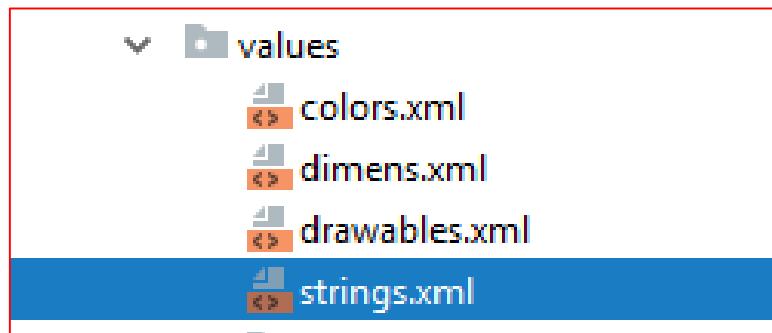 values
colors.xml
dimens.xml
drawables.xml
strings.xml